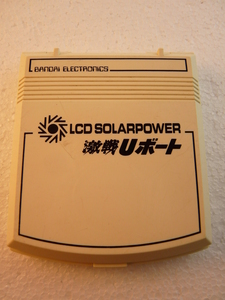 BANDAI ELECTRONICS
LCD SOLARPOWER
激戦Uボート